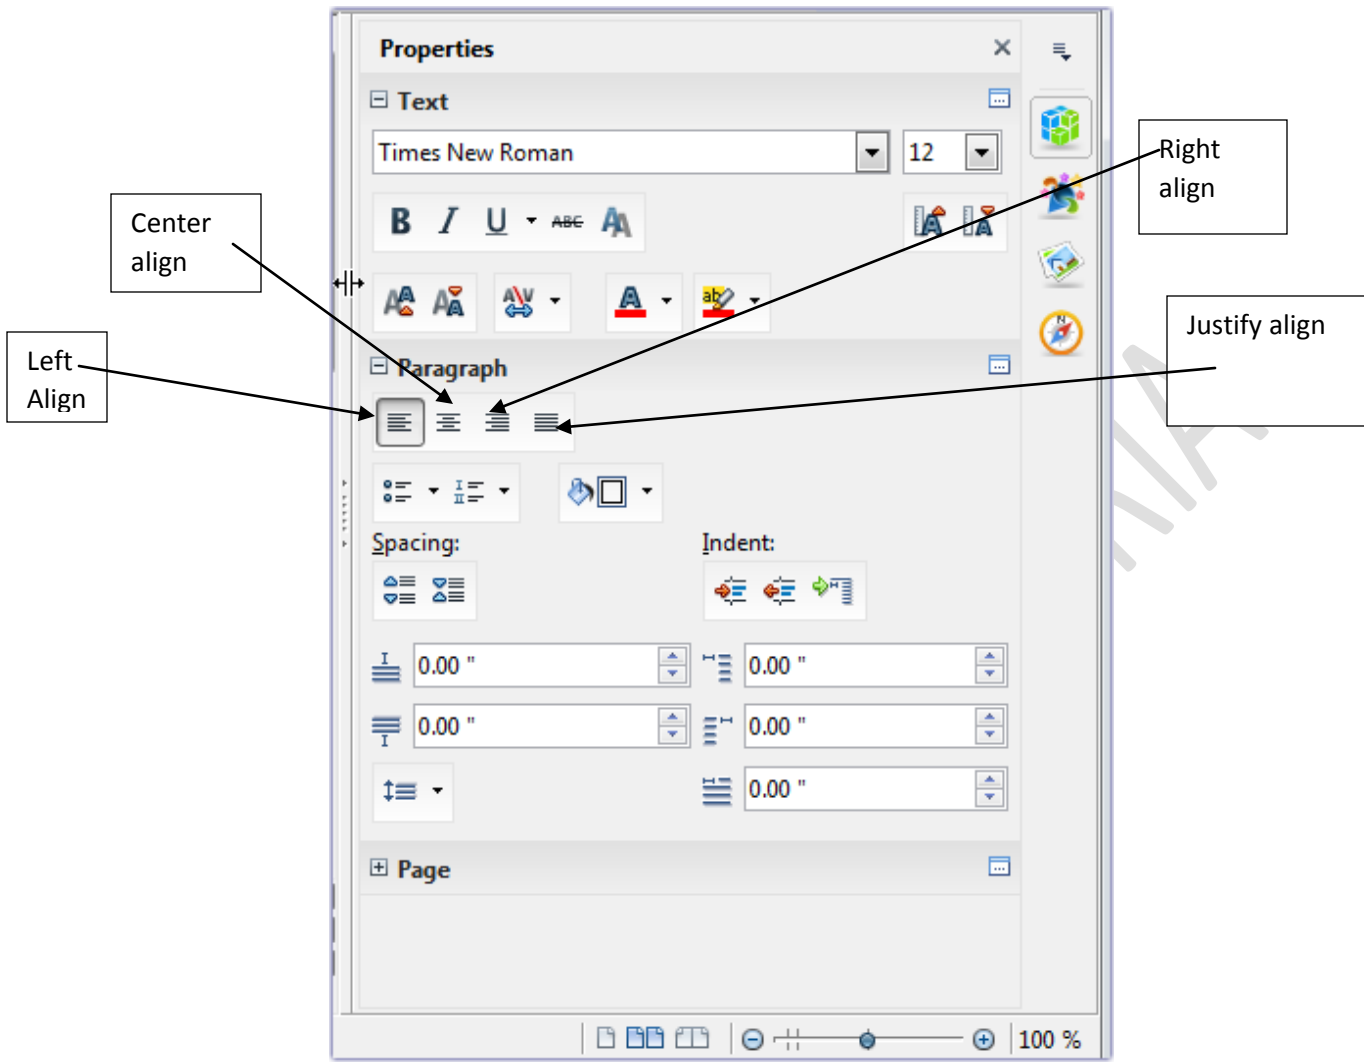 Properties
Text
Times New Roman
12
Right
align
Center
align
B I U ABC
Justify align
Left
Align
Paragraph
Spacing:
Indent:
0.00 "
0.00 "
0.00 "
0.00 "
0.00 "
Page
100 %